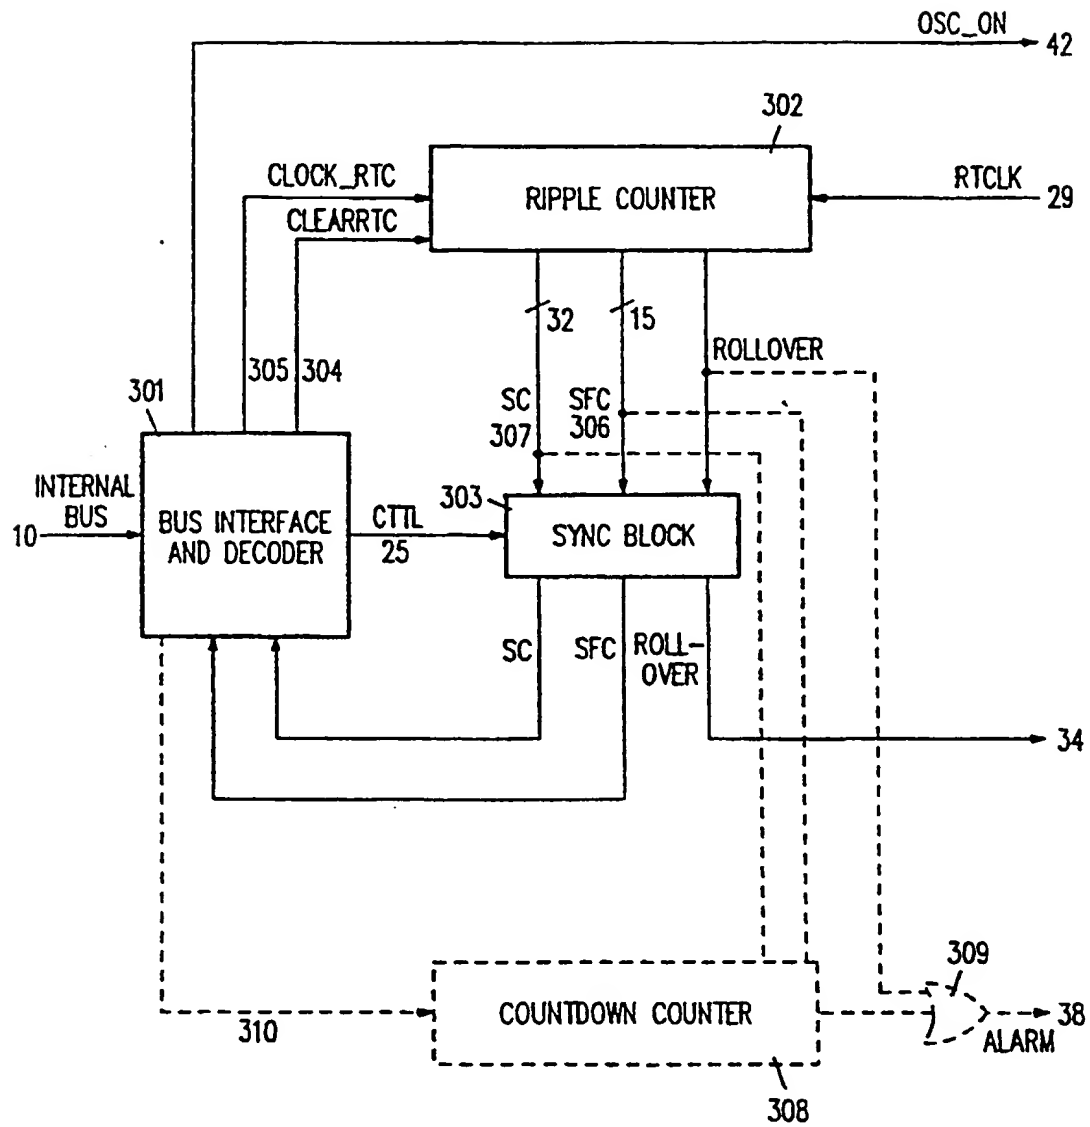 OSC_ON
42
302
CLOCK_RTC
RIPPLE COUNTER
RTCLK
29
CLEARRTC
32
15
ROLLOVER
305
304
301
SC
307
SFC
306
INTERNAL
BUS
10
BUS INTERFACE
AND DECODER
CTTL
25
303
SYNC BLOCK
SC
SFC
ROLL-
OVER
34
309
COUNTDOWN COUNTER
310
38
ALARM
308